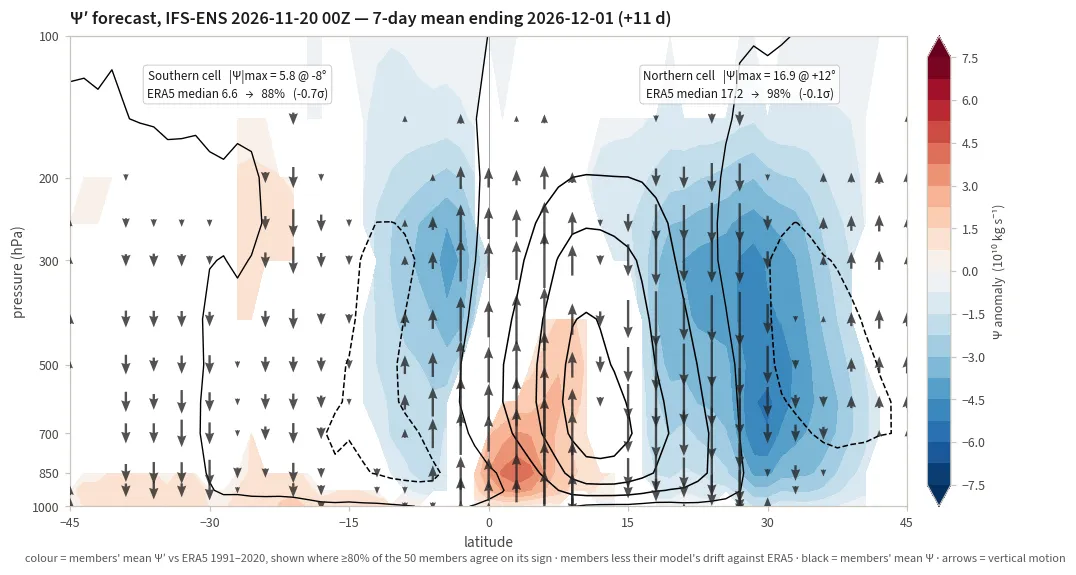 Ψ′ forecast, IFS-ENS 2026-11-20 00Z — 7-day mean ending 2026-12-01 (+11 d)
Southern cell |Ψ|max = 5.8 @ -8°
ERA5 median 6.6 → 88% (-0.7σ)
Northern cell |Ψ|max = 16.9 @ +12°
ERA5 median 17.2 → 98% (-0.1σ)
pressure (hPa)
100
200
300
400
500
700
850
1000
−45
−30
−15
0
15
30
45
latitude
7.5
6.0
4.5
3.0
1.5
0.0
−1.5
−3.0
−4.5
−6.0
−7.5
Ψ anomaly (10¹⁰ kg s⁻¹)
colour = members' mean Ψ′ vs ERA5 1991–2020, shown where ≥80% of the 50 members agree on its sign · members less their model's drift against ERA5 · black = members' mean Ψ · arrows = vertical motion